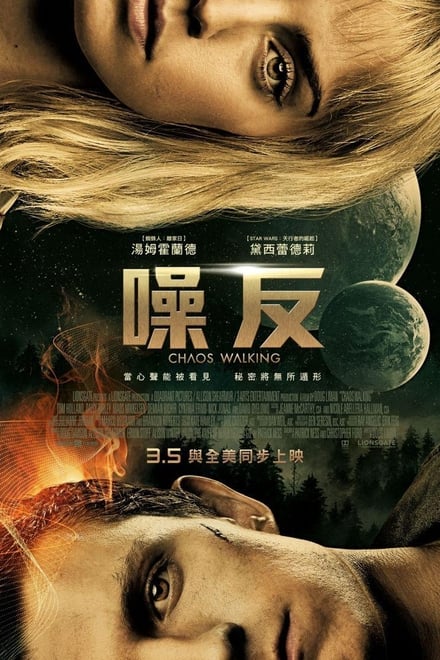 【蜘蛛人：離家日】
湯姆霍蘭德
【STAR WARS：天行者的崛起】
黛西蕾德莉
噪反
CHAOS WALKING
當心聲能被看見 秘密將無所遁形
LIONSGATE
3.5 與全美同步上映